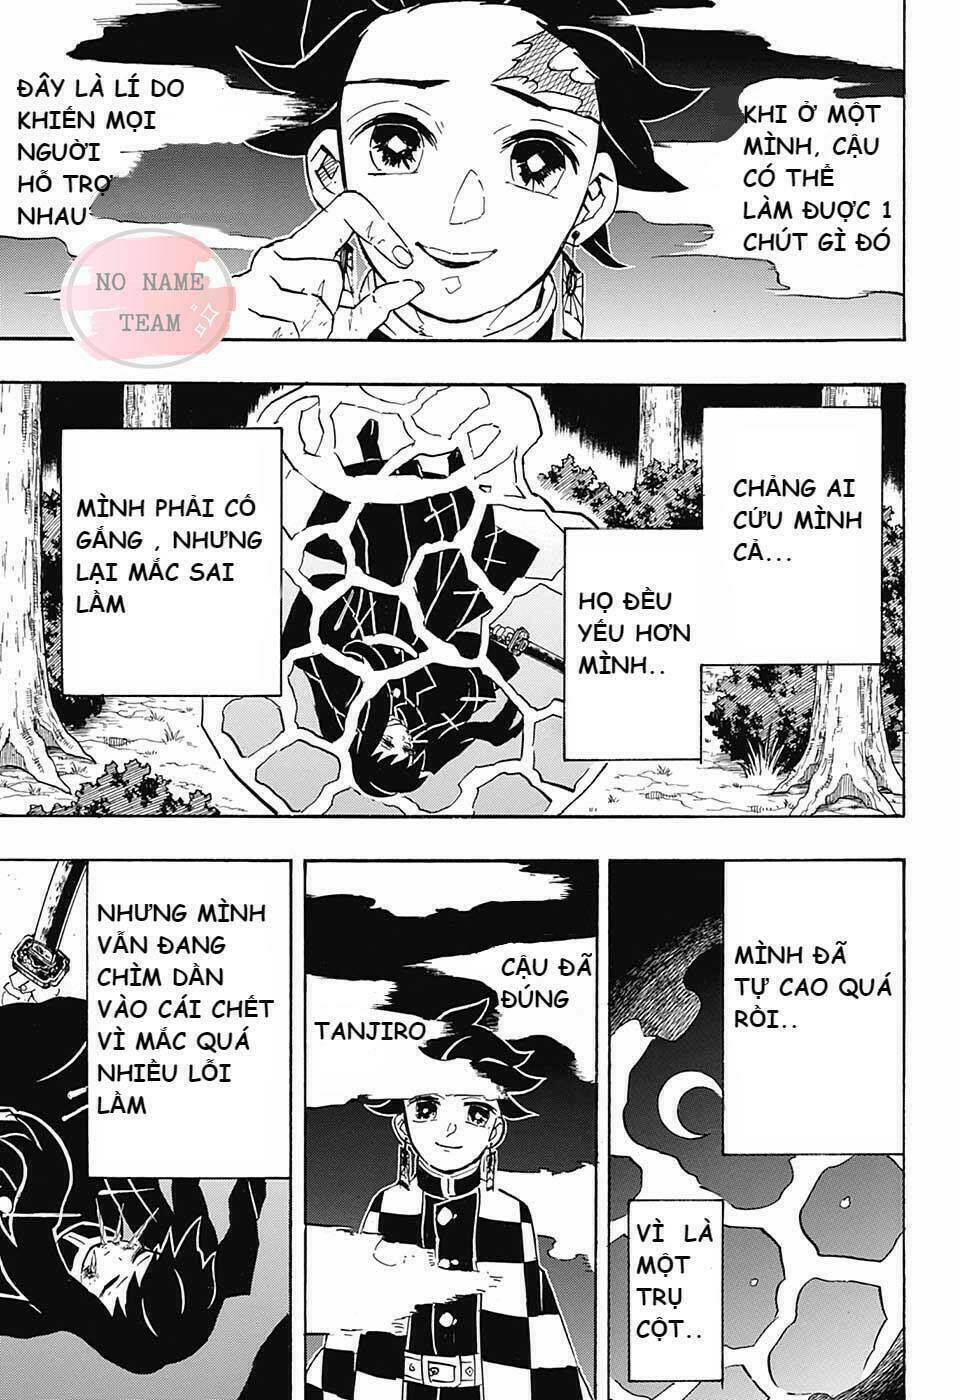 KHI Ở MỘT
MÌNH, CẬU
CÓ THỂ
LÀM ĐUỢC 1
CHÚT GÌ ĐÓ
ĐÂY LÀ LÍ DO
KHIẾN MỌI
NGUỜI
HỖ TRỢ
NHAU
NO NAME
TEAM
CHẲNG AI
CỨU MÌNH
CẢ...
HỌ ĐỀU
YẾU HƠN
MÌNH..
MÌNH PHẢI CỐ
GẮNG , NHƯNG
LẠI MẮC SAI
LẦM
MÌNH ĐÃ
TỰ CAO QUÁ
RỒI..
VÌ LÀ
MỘT
TRỤ
CỘT..
CẬU ĐÃ
ĐÚNG
TANJIRO
NHƯNG MÌNH
VẪN ĐANG
CHÌM DẦN
VÀO CÁI CHẾT
VÌ MẮC QUÁ
NHIỀU LỖI
LẦM